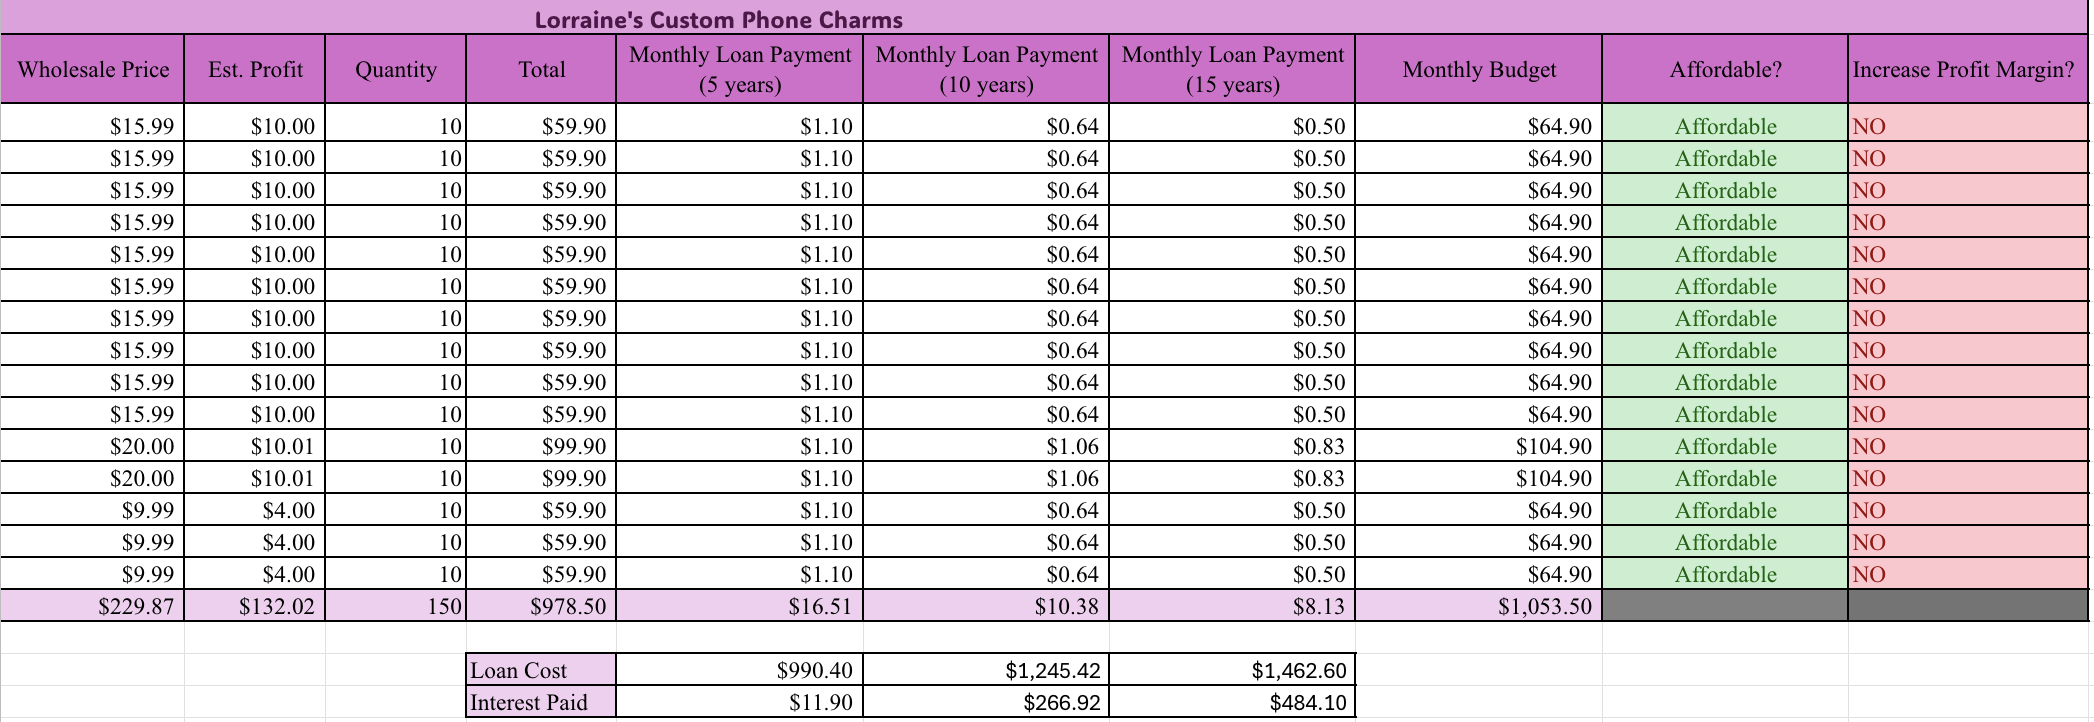 Lorraine's Custom Phone Charms
Wholesale Price Est. Profit Quantity Total Monthly Loan Payment (5 years) Monthly Loan Payment (10 years) Monthly Loan Payment (15 years) Monthly Budget Affordable? Increase Profit Margin?
$15.99 $10.00 10 $59.90 $1.10 $0.64 $0.50 $64.90 Affordable NO
$15.99 $10.00 10 $59.90 $1.10 $0.64 $0.50 $64.90 Affordable NO
$15.99 $10.00 10 $59.90 $1.10 $0.64 $0.50 $64.90 Affordable NO
$15.99 $10.00 10 $59.90 $1.10 $0.64 $0.50 $64.90 Affordable NO
$15.99 $10.00 10 $59.90 $1.10 $0.64 $0.50 $64.90 Affordable NO
$15.99 $10.00 10 $59.90 $1.10 $0.64 $0.50 $64.90 Affordable NO
$15.99 $10.00 10 $59.90 $1.10 $0.64 $0.50 $64.90 Affordable NO
$15.99 $10.00 10 $59.90 $1.10 $0.64 $0.50 $64.90 Affordable NO
$15.99 $10.00 10 $59.90 $1.10 $0.64 $0.50 $64.90 Affordable NO
$15.99 $10.00 10 $59.90 $1.10 $0.64 $0.50 $64.90 Affordable NO
$20.00 $10.01 10 $99.90 $1.10 $1.06 $0.83 $104.90 Affordable NO
$20.00 $10.01 10 $99.90 $1.10 $1.06 $0.83 $104.90 Affordable NO
$9.99 $4.00 10 $59.90 $1.10 $0.64 $0.50 $64.90 Affordable NO
$9.99 $4.00 10 $59.90 $1.10 $0.64 $0.50 $64.90 Affordable NO
$9.99 $4.00 10 $59.90 $1.10 $0.64 $0.50 $64.90 Affordable NO
$229.87 $132.02 150 $978.50 $16.51 $10.38 $8.13 $1,053.50
Loan Cost $990.40 $1,245.42 $1,462.60
Interest Paid $11.90 $266.92 $484.10